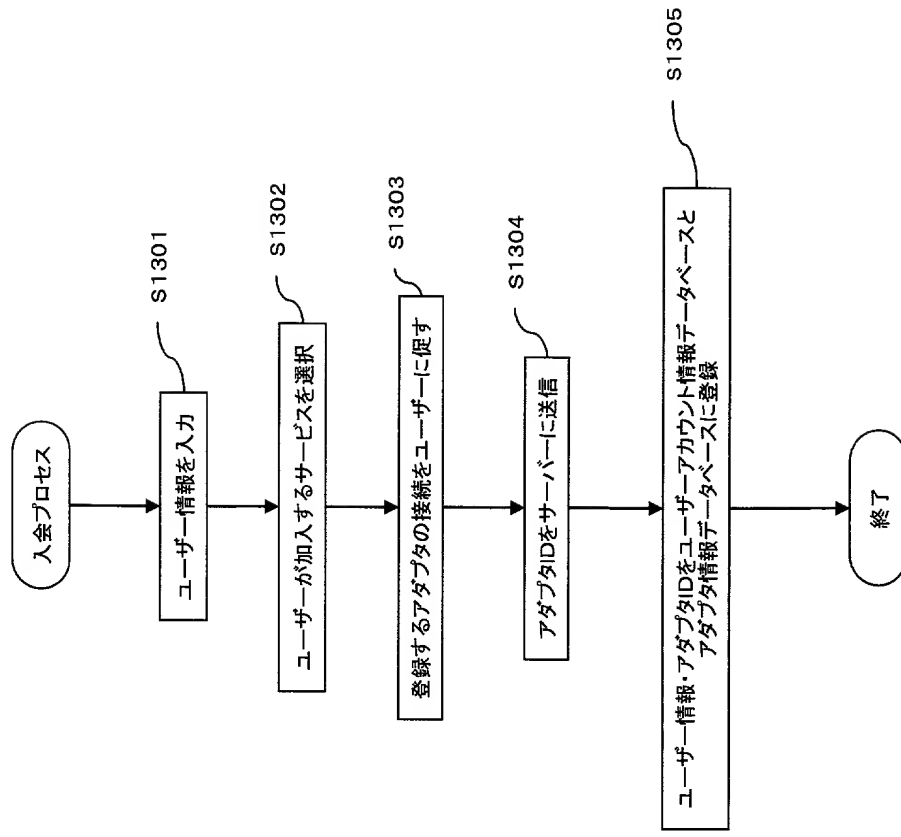 入会プロセス
ユーザー情報を入力
S1301
ユーザーが加入するサービスを選択
S1302
登録するアダプタの接続をユーザーに促す
S1303
アダプタIDをサーバーに送信
S1304
ユーザー情報・アダプタIDをユーザーアカウント情報データベースと
アダプタ情報データベースに登録
S1305
終了